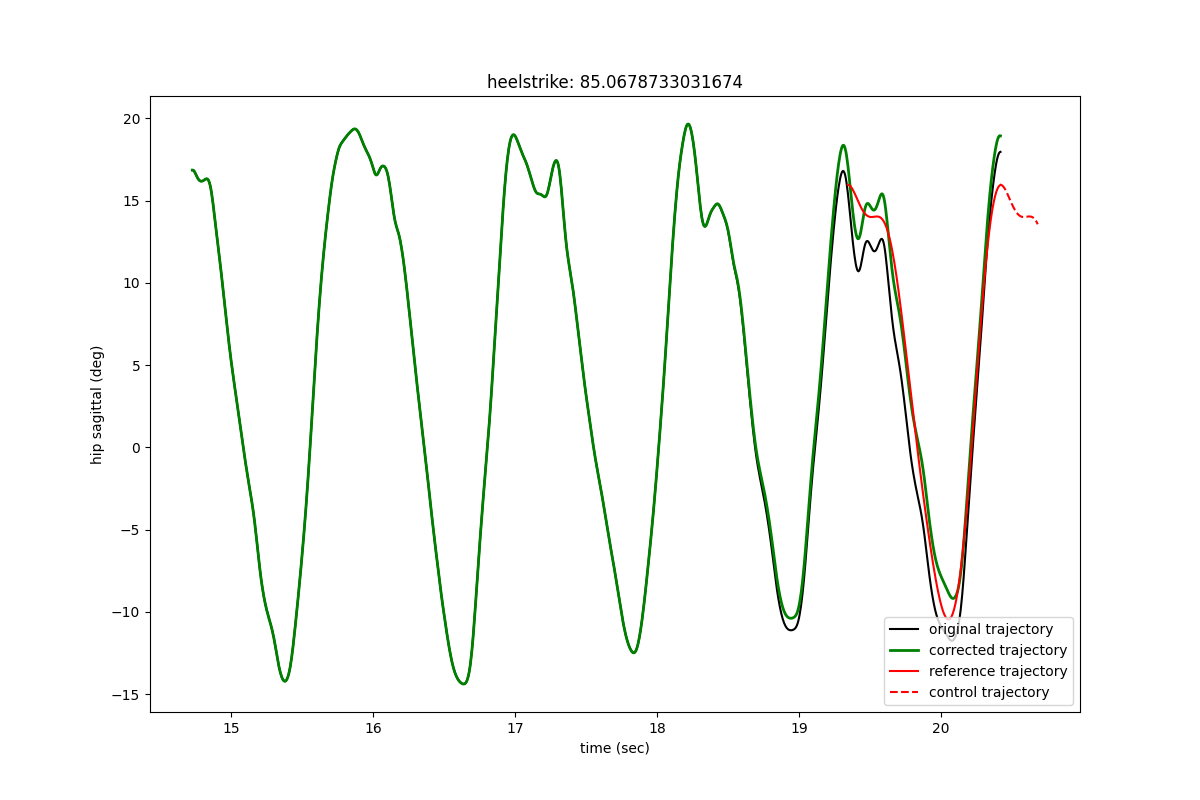 heelstrike: 85.0678733031674
20
15
10
5
0
−5
−10
−15
hip sagittal (deg)
15
16
17
18
19
20
time (sec)
original trajectory
corrected trajectory
reference trajectory
control trajectory